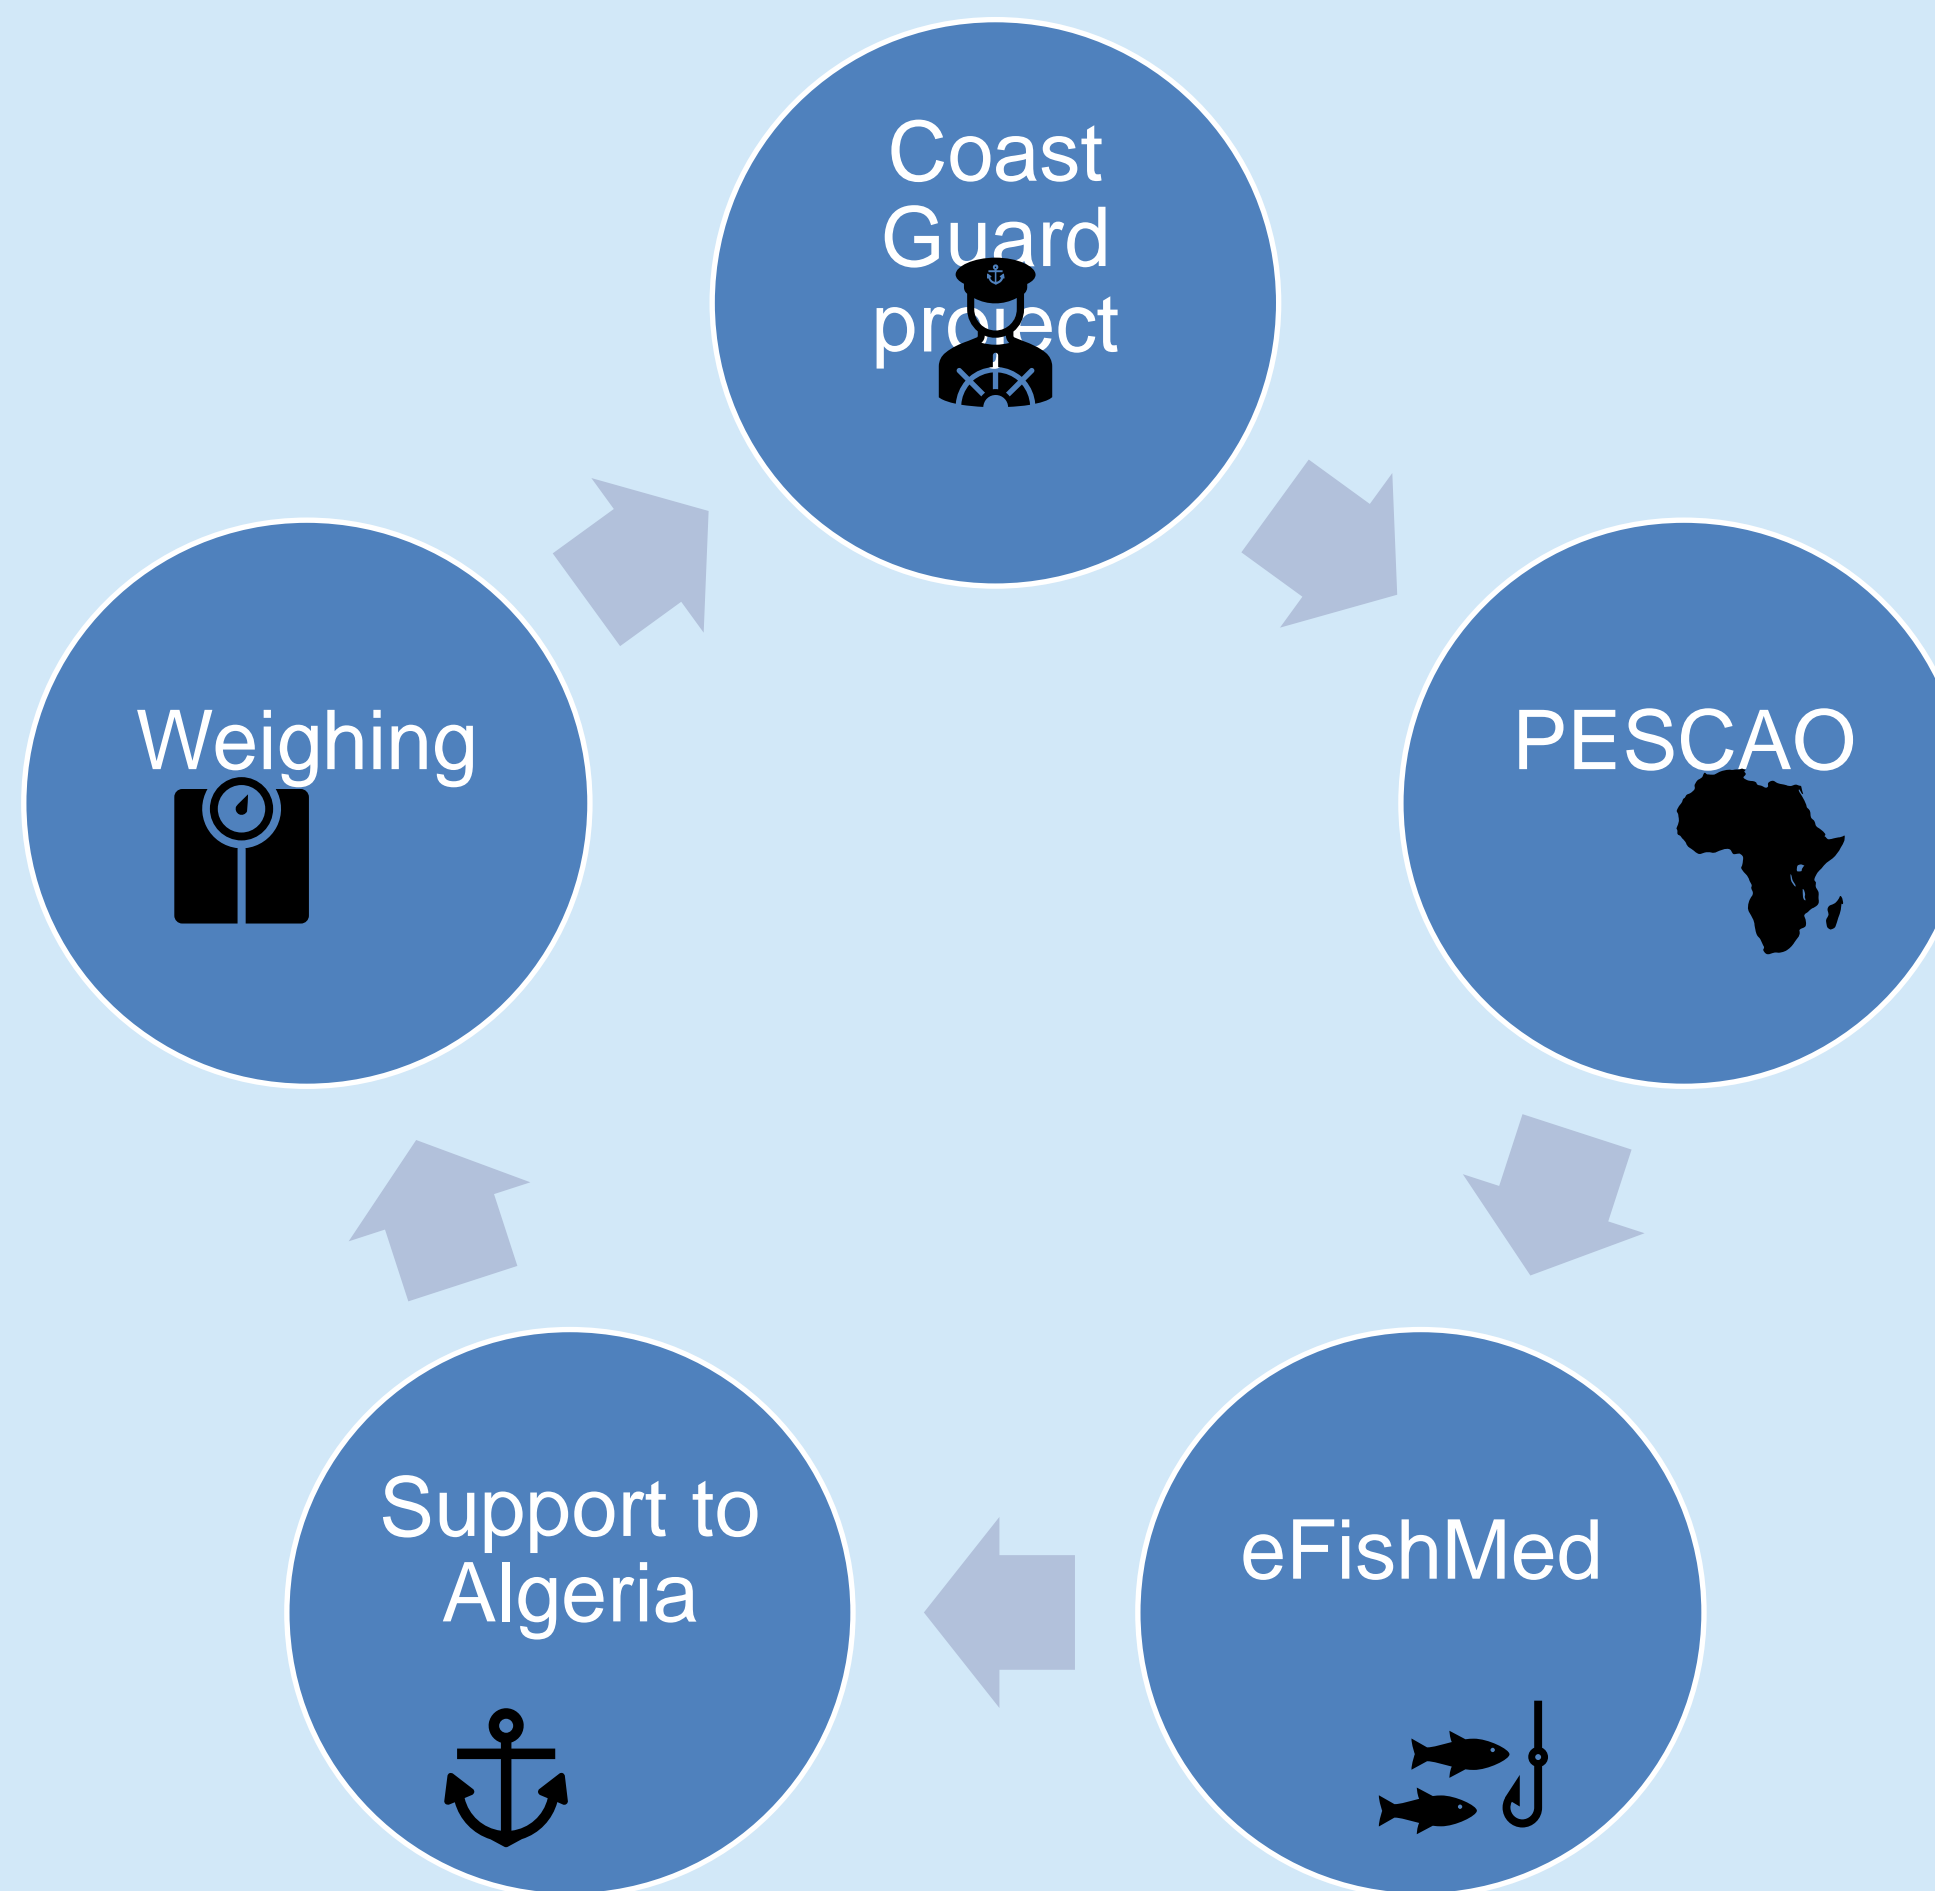 Coast
Guard
project
PESCAO
eFishMed
Support to
Algeria
Weighing